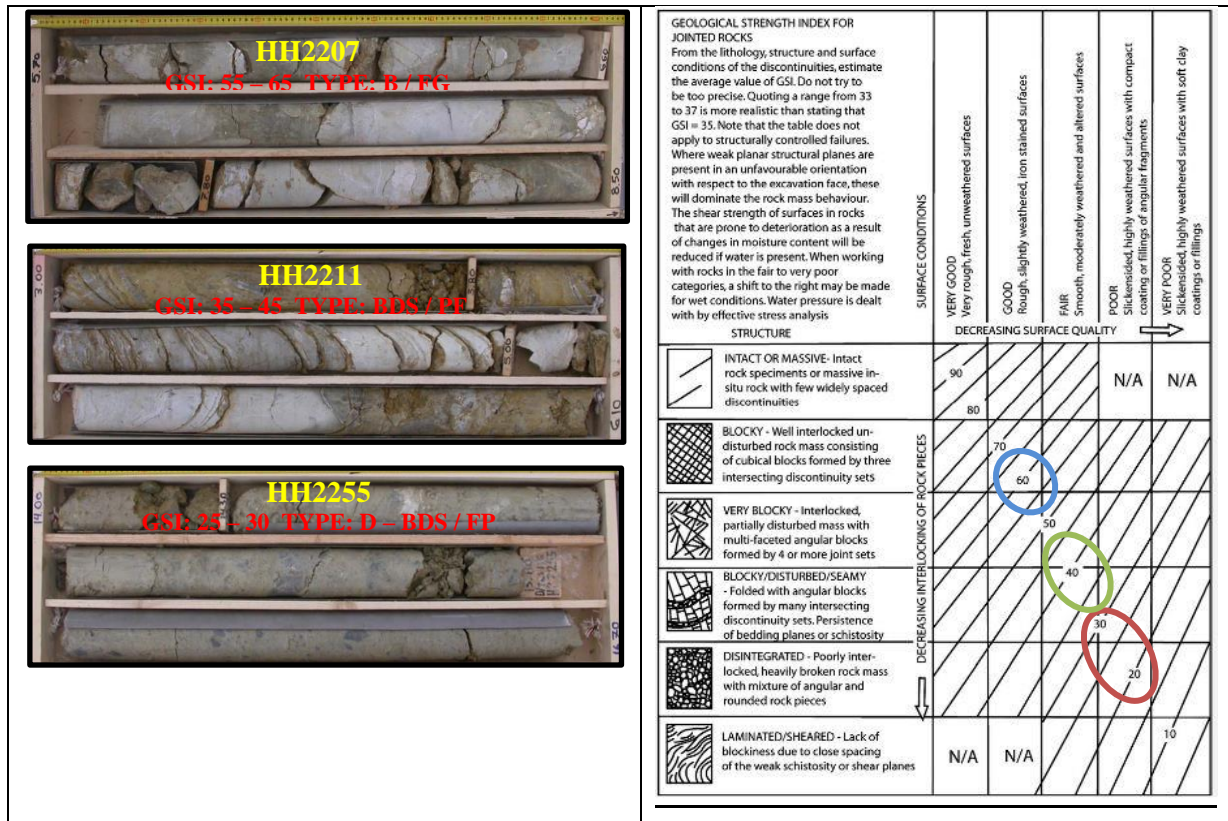 HH2207
GSI: 55 – 65 TYPE: B / FG
5.70
7.80
8.50
HH2211
GSI: 35 – 45 TYPE: BDS / PF
3.00
5.00
6.10
HH2255
GSI: 25 – 30 TYPE: D – BDS / FP
14.00
16.70
GEOLOGICAL STRENGTH INDEX FOR
JOINTED ROCKS
From the lithology, structure and surface
conditions of the discontinuities, estimate
the average value of GSI. Do not try to
be too precise. Quoting a range from 33
to 37 is more realistic than stating that
GSI = 35. Note that the table does not
apply to structurally controlled failures.
Where weak planar structural planes are
present in an unfavourable orientation
with respect to the excavation face, these
will dominate the rock mass behaviour.
The shear strength of surfaces in rocks
that are prone to deterioration as a result
of changes in moisture content will be
reduced if water is present. When working
with rocks in the fair to very poor
categories, a shift to the right may be made
for wet conditions. Water pressure is dealt
with by effective stress analysis
STRUCTURE
SURFACE CONDITIONS
VERY GOOD
Very rough, fresh, unweathered surfaces
GOOD
Rough, slightly weathered, iron stained surfaces
FAIR
Smooth, moderately weathered and altered surfaces
POOR
Slickensided, highly weathered surfaces with compact
coating or fillings of angular fragments
VERY POOR
Slickensided, highly weathered surfaces with soft clay
coatings or fillings
DECREASING SURFACE QUALITY
DECREASING INTERLOCKING OF ROCK PIECES
INTACT OR MASSIVE- Intact
rock speciments or massive in-
situ rock with few widely spaced
discontinuities
90
80
N/A
N/A
BLOCKY - Well interlocked un-
disturbed rock mass consisting
of cubical blocks formed by three
intersecting discontinuity sets
70
60
VERY BLOCKY - Interlocked,
partially disturbed mass with
multi-faceted angular blocks
formed by 4 or more joint sets
50
40
BLOCKY/DISTURBED/SEAMY
- Folded with angular blocks
formed by many intersecting
discontinuity sets. Persistence
of bedding planes or schistosity
30
DISINTEGRATED - Poorly inter-
locked, heavily broken rock mass
with mixture of angular and
rounded rock pieces
20
LAMINATED/SHEARED - Lack of
blockiness due to close spacing
of the weak schistosity or shear planes
N/A
N/A
10